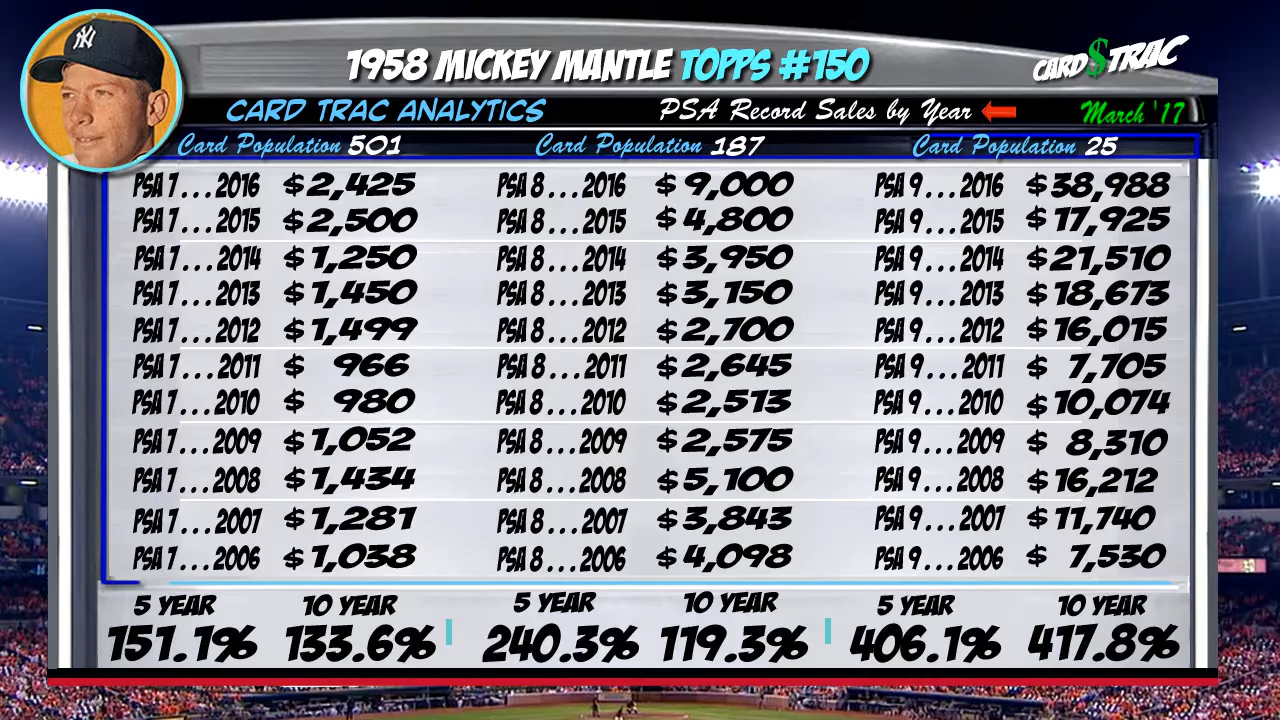 1958 MICKEY MANTLE TOPPS #150
CARD $ TRAC
NY
CARD TRAC ANALYTICS PSA Record Sales by Year March '17
Card Population 501 Card Population 187 Card Population 25
PSA 7...2016 $2,425 PSA 8...2016 $9,000 PSA 9...2016 $38,988
PSA 7...2015 $2,500 PSA 8...2015 $4,800 PSA 9...2015 $17,925
PSA 7...2014 $1,250 PSA 8...2014 $3,950 PSA 9...2014 $21,510
PSA 7...2013 $1,450 PSA 8...2013 $3,150 PSA 9...2013 $18,673
PSA 7...2012 $1,499 PSA 8...2012 $2,700 PSA 9...2012 $16,015
PSA 7...2011 $ 966 PSA 8...2011 $2,645 PSA 9...2011 $ 7,705
PSA 7...2010 $ 980 PSA 8...2010 $2,513 PSA 9...2010 $10,074
PSA 7...2009 $1,052 PSA 8...2009 $2,575 PSA 9...2009 $ 8,310
PSA 7...2008 $1,434 PSA 8...2008 $5,100 PSA 9...2008 $16,212
PSA 7...2007 $1,281 PSA 8...2007 $3,843 PSA 9...2007 $11,740
PSA 7...2006 $1,038 PSA 8...2006 $4,098 PSA 9...2006 $ 7,530
5 YEAR 10 YEAR 5 YEAR 10 YEAR 5 YEAR 10 YEAR
151.1% 133.6% 240.3% 119.3% 406.1% 417.8%